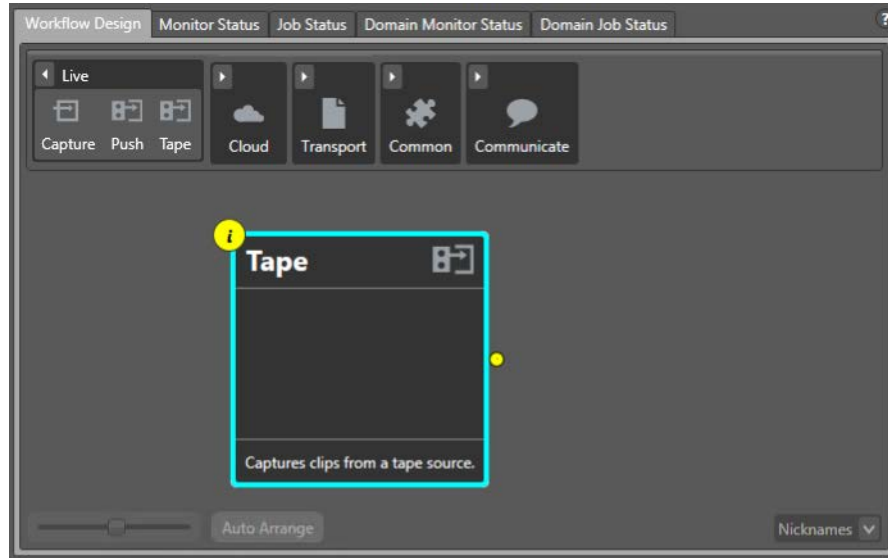 Workflow Design Monitor Status Job Status Domain Monitor Status Domain Job Status ?
Live
Capture Push Tape Cloud Transport Common Communicate
i
Tape
Captures clips from a tape source.
Auto Arrange Nicknames